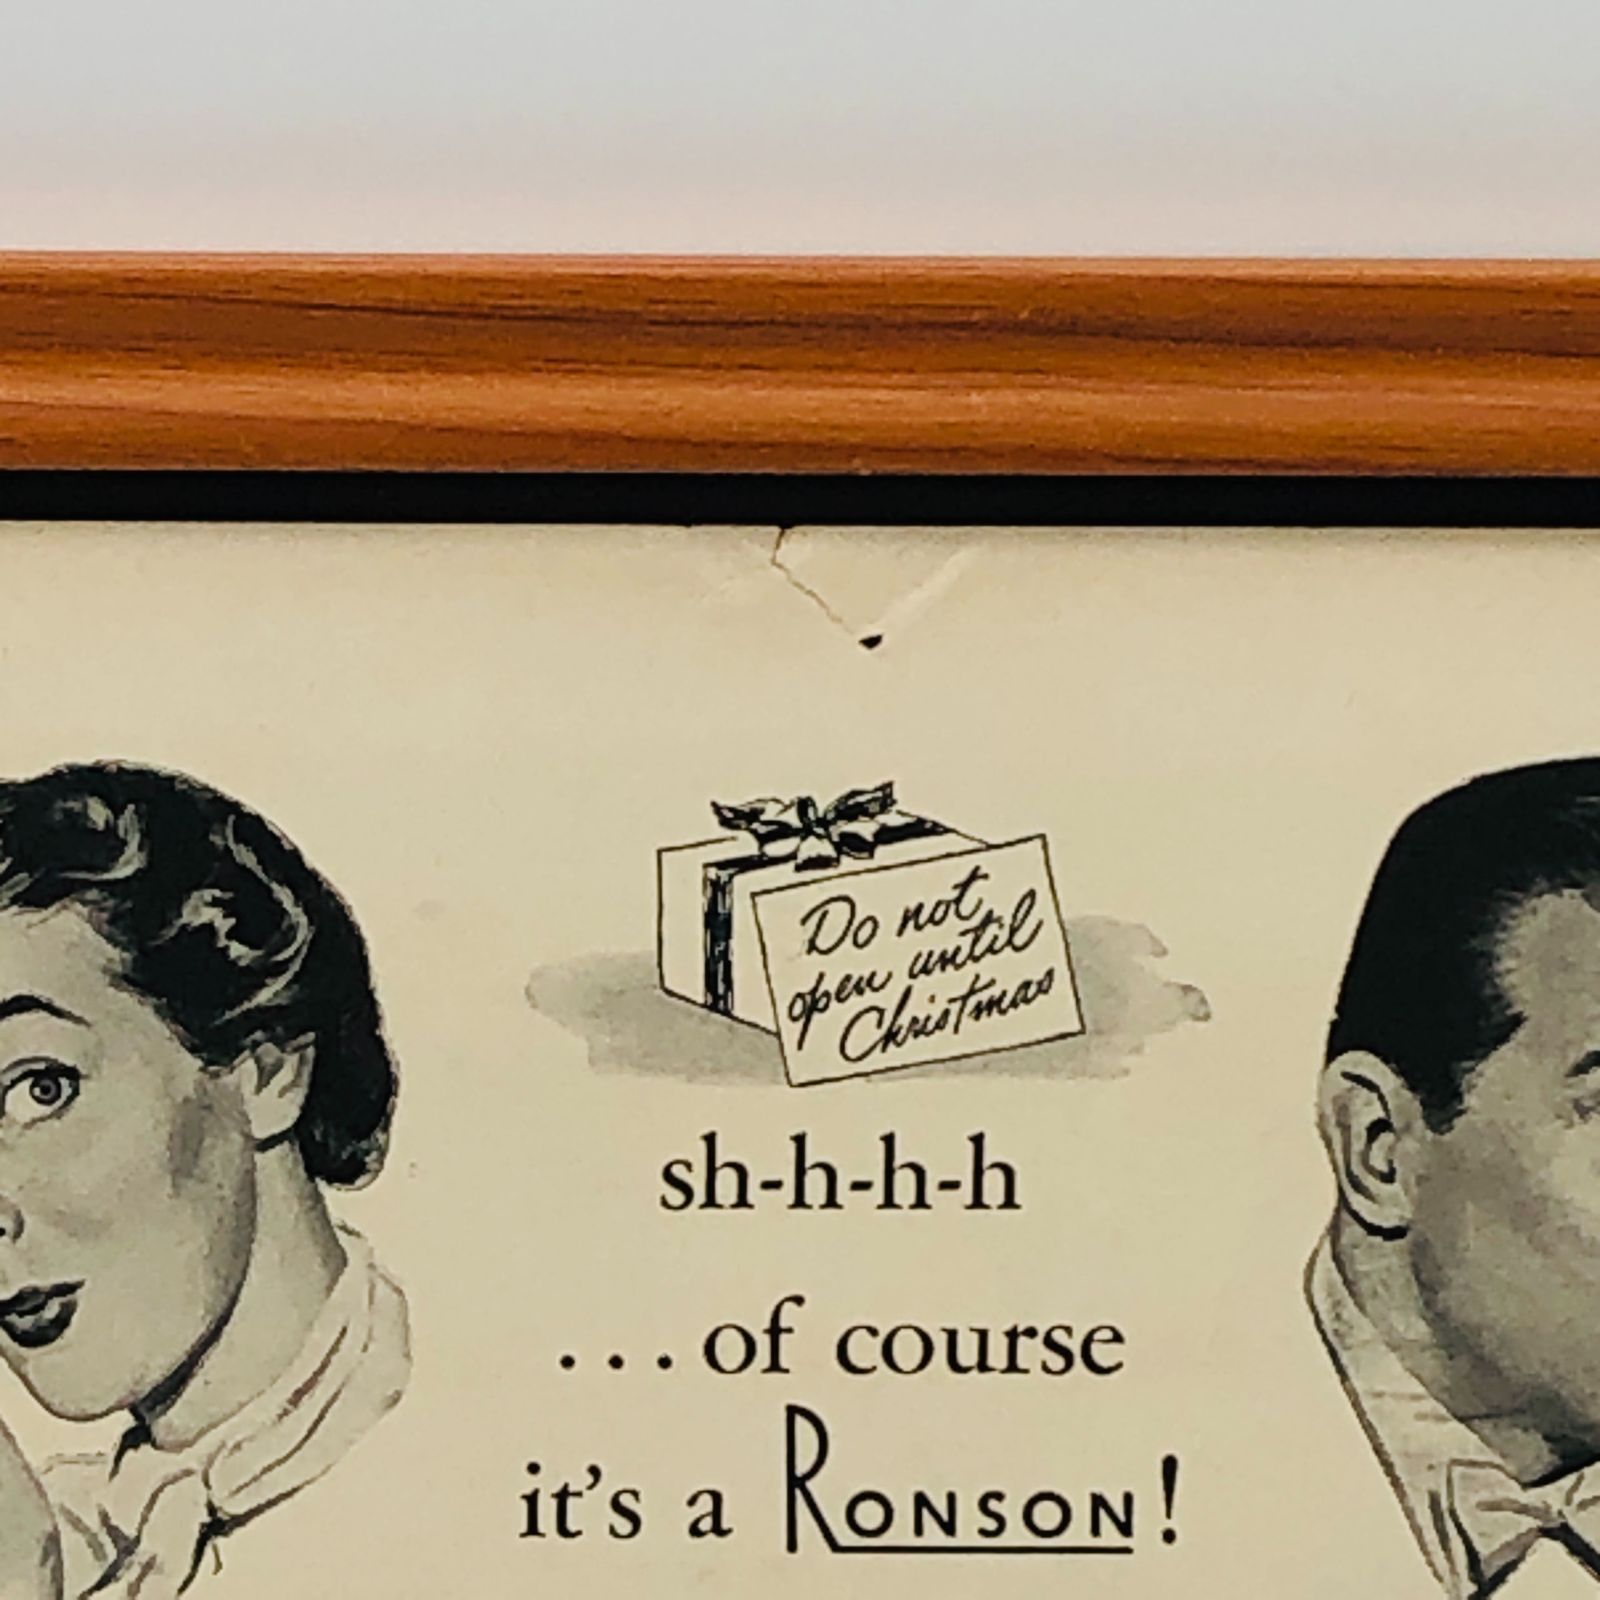 Do not
open until
Christmas
sh-h-h-h
...of course
it's a RONSON!